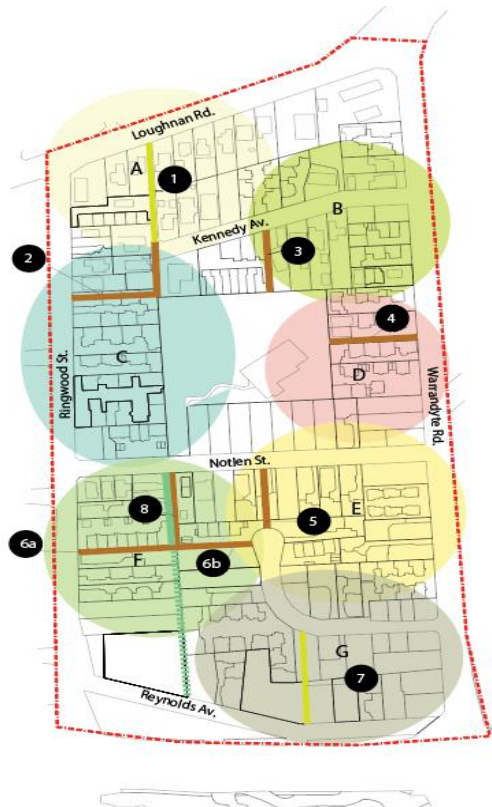 Loughnan Rd.
A
1
B
Kennedy Av.
2
3
4
C
D
Ringwood St.
Warrandyte Rd.
Notlen St.
8
5
E
6a
F
6b
G
7
Reynolds Av.